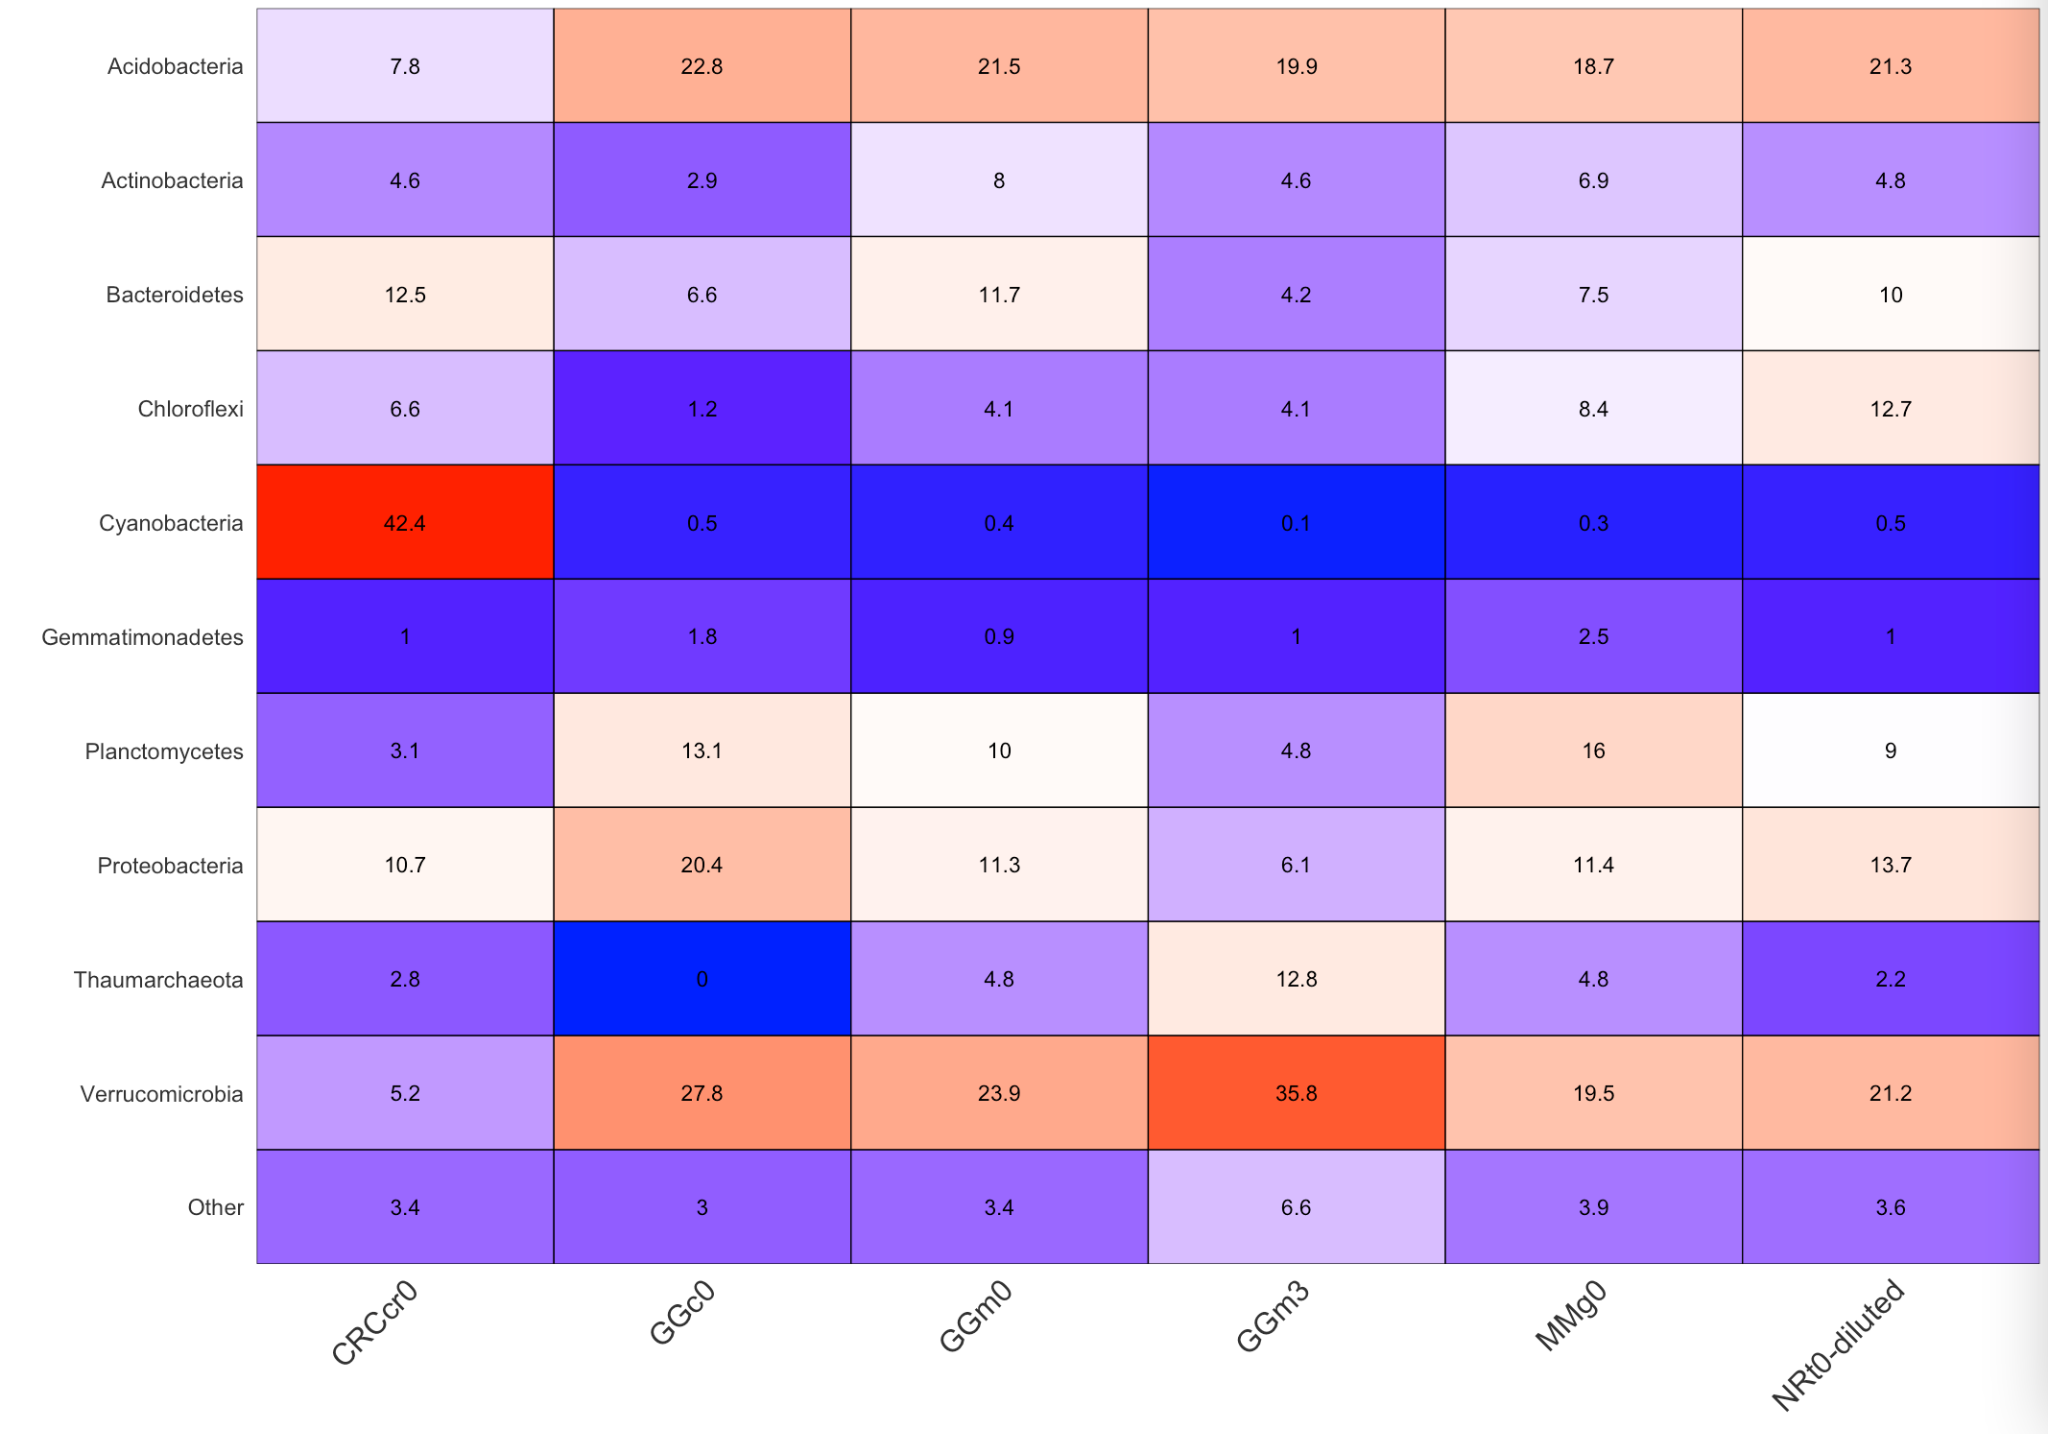 Acidobacteria 7.8 22.8 21.5 19.9 18.7 21.3
Actinobacteria 4.6 2.9 8 4.6 6.9 4.8
Bacteroidetes 12.5 6.6 11.7 4.2 7.5 10
Chloroflexi 6.6 1.2 4.1 4.1 8.4 12.7
Cyanobacteria 42.4 0.5 0.4 0.1 0.3 0.5
Gemmatimonadetes 1 1.8 0.9 1 2.5 1
Planctomycetes 3.1 13.1 10 4.8 16 9
Proteobacteria 10.7 20.4 11.3 6.1 11.4 13.7
Thaumarchaeota 2.8 0 4.8 12.8 4.8 2.2
Verrucomicrobia 5.2 27.8 23.9 35.8 19.5 21.2
Other 3.4 3 3.4 6.6 3.9 3.6
CRCcr0 GGc0 GGm0 GGm3 MMg0 NRt0-diluted